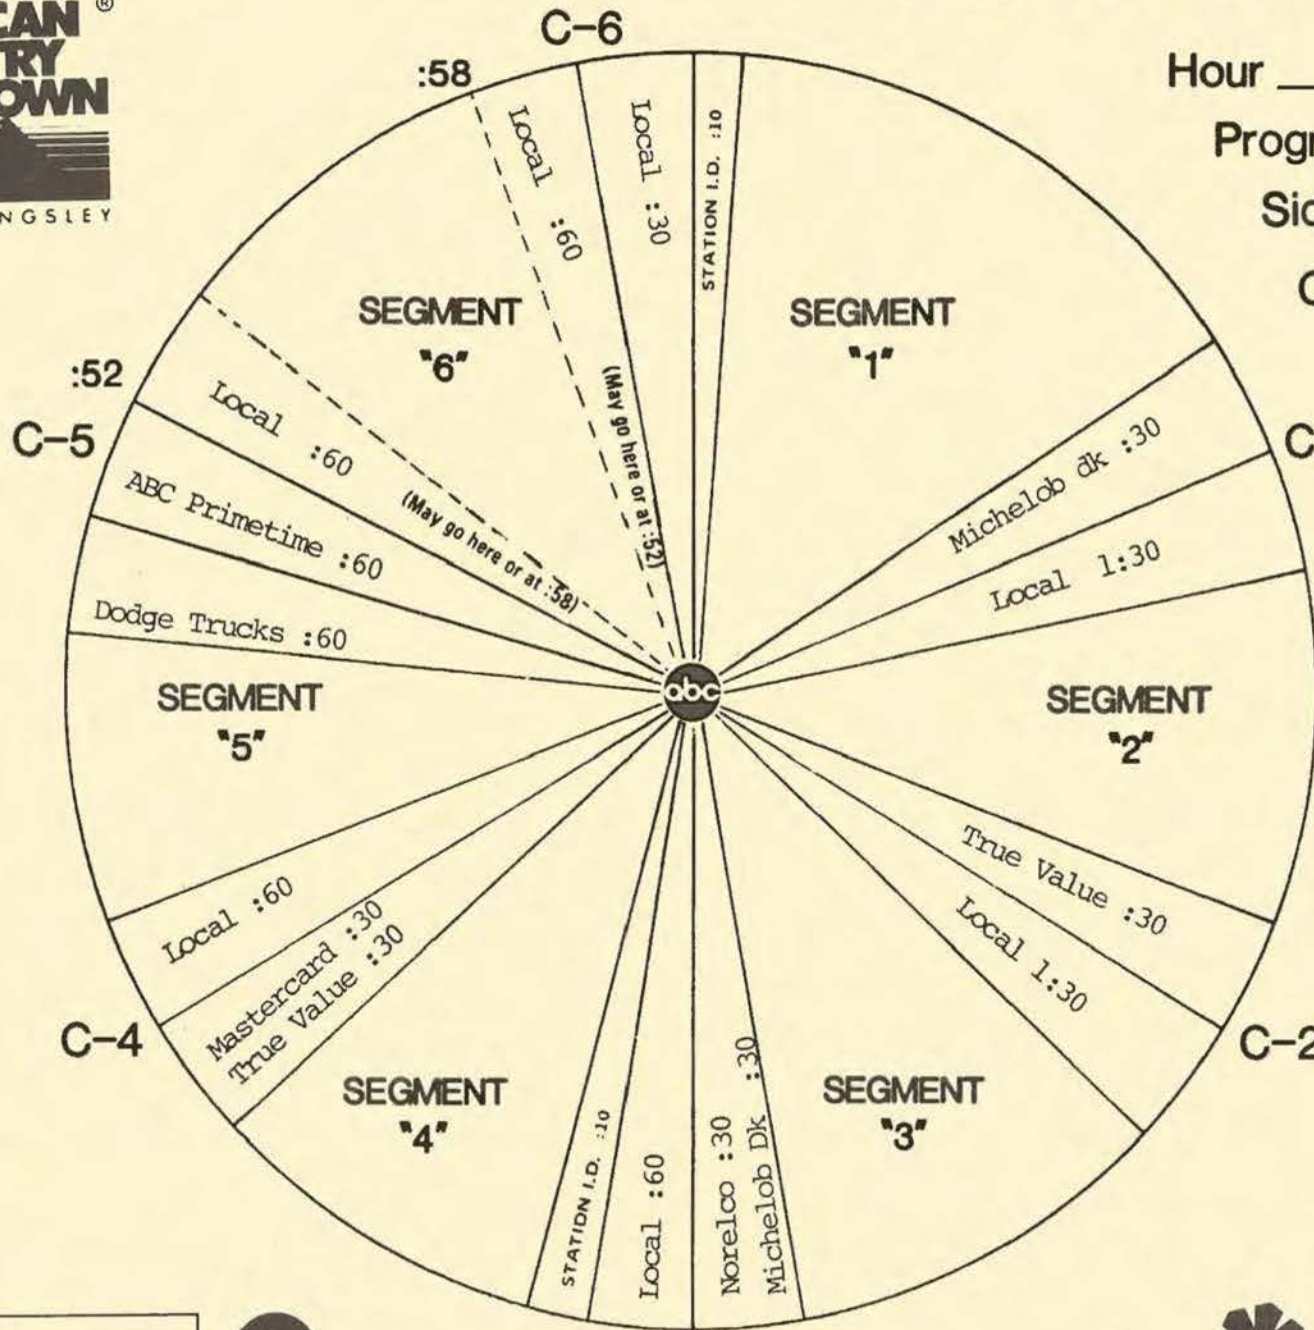 ®
CAN
TRY
OWN
NGSLEY
C-6
:58
Hour
Progr
Sid
Local :60
(May go here or at :52)
Local :30
STATION I.D. :10
SEGMENT
"1"
Michelob dk :30
C
Local 1:30
SEGMENT
"2"
True Value :30
C-2
Local 1:30
SEGMENT
"3"
Norelco :30
Michelob Dk :30
Local :60
STATION I.D. :10
SEGMENT
"4"
Mastercard :30
True Value :30
C-4
Local :60
SEGMENT
"5"
Dodge Trucks :60
ABC Primetime :60
C-5
:52
Local :60
(May go here or at :58)
SEGMENT
"6"
abc